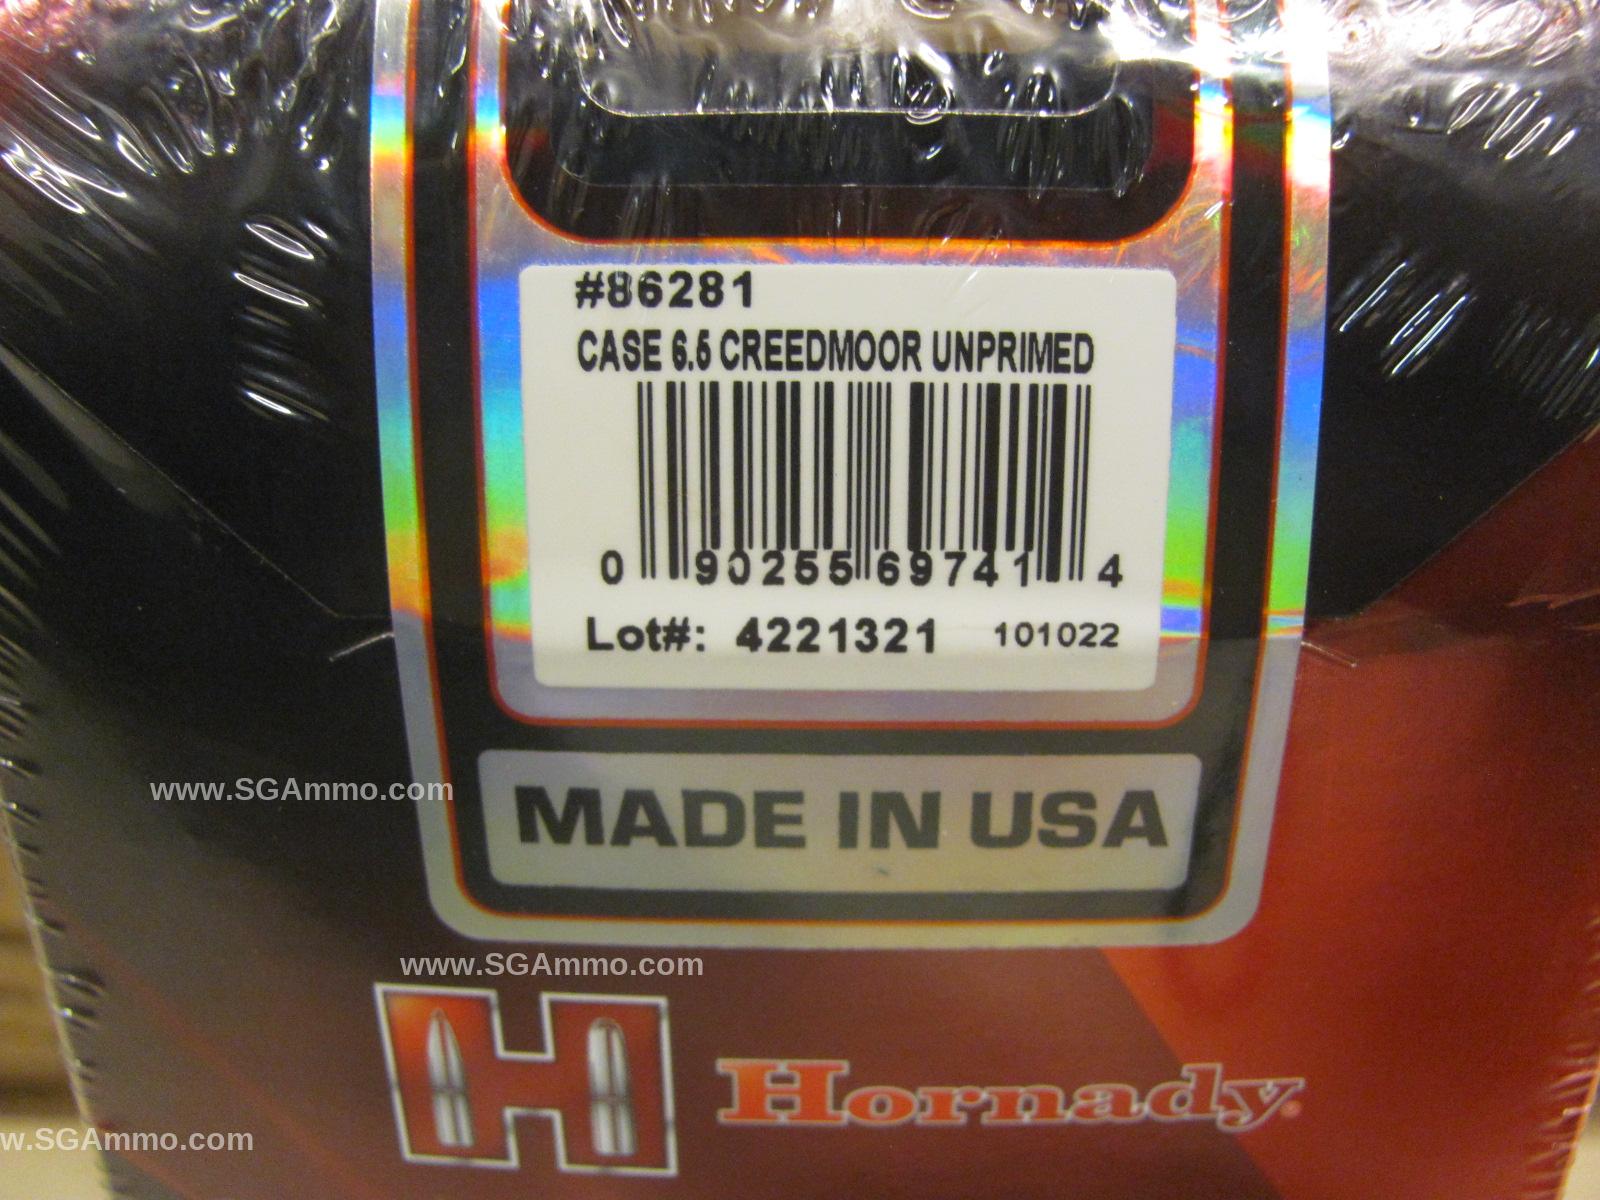 #86281
CASE 6.5 CREEDMOOR UNPRIMED
0 90255 69741 4
Lot#: 4221321 101022
www.SGAmmo.com
MADE IN USA
www.SGAmmo.com
H Hornady®
w.SGAmmo.com